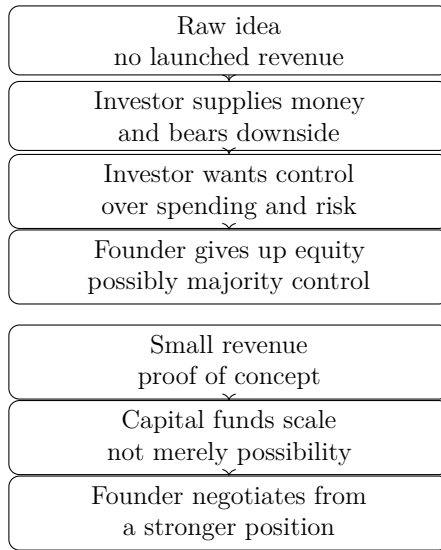 Raw idea
no launched revenue
Investor supplies money
and bears downside
Investor wants control
over spending and risk
Founder gives up equity
possibly majority control
Small revenue
proof of concept
Capital funds scale
not merely possibility
Founder negotiates from
a stronger position